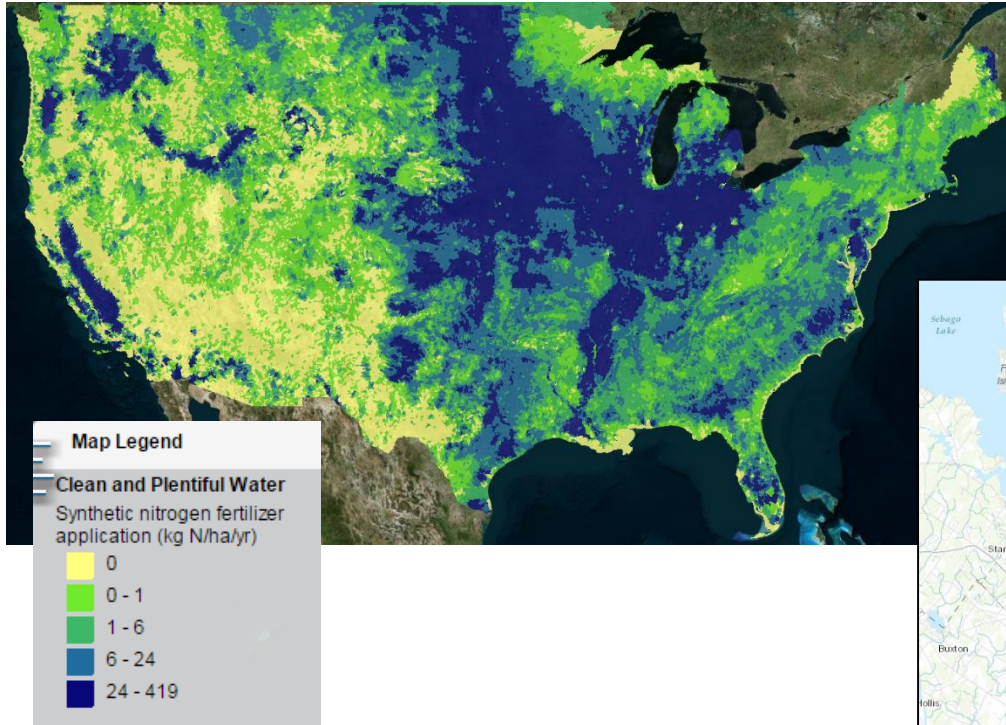 Map Legend
Clean and Plentiful Water
Synthetic nitrogen fertilizer
application (kg N/ha/yr)
0
0 - 1
1 - 6
6 - 24
24 - 419
Sebago
Lake
Buxton